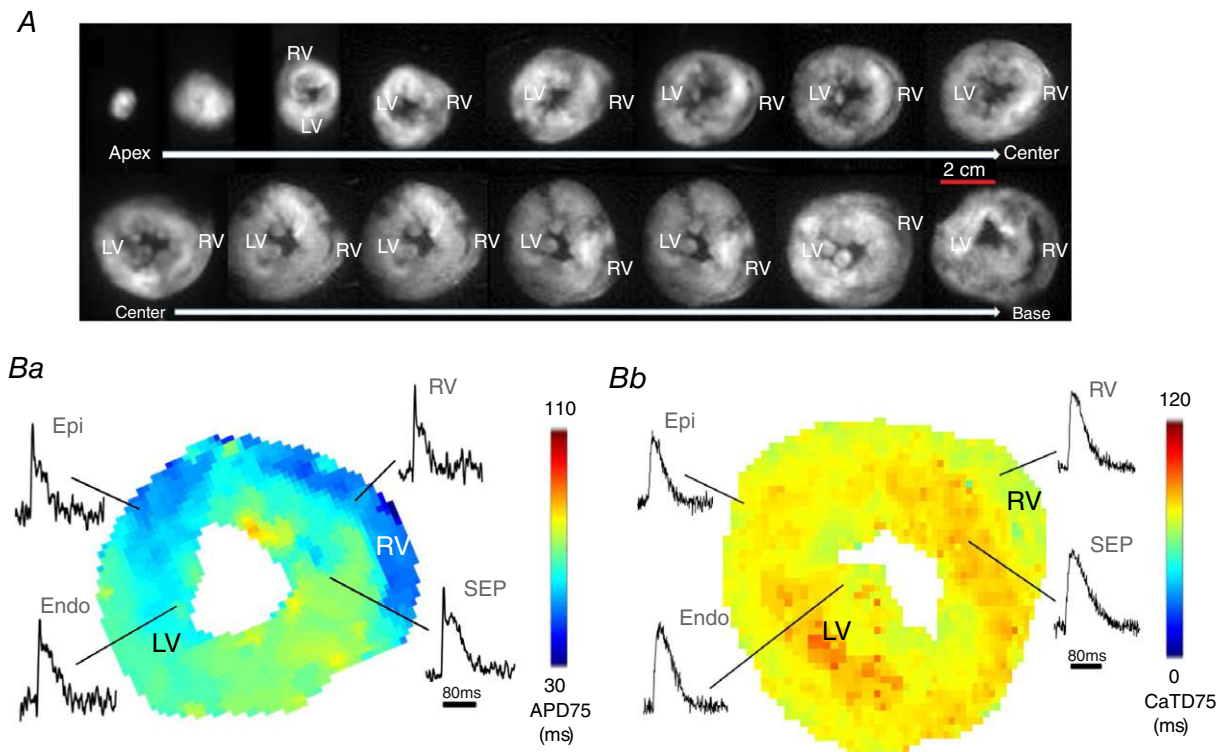 A
RV
LV
LV
RV
LV
RV
LV
RV
LV
RV
LV
RV
Apex
Center
2 cm
LV
RV
LV
RV
LV
RV
LV
RV
LV
RV
LV
RV
LV
RV
Center
Base
Ba
Epi
RV
RV
Endo
LV
SEP
80ms
110
30
APD75
(ms)
Bb
Epi
RV
RV
SEP
Endo
LV
80ms
120
0
CaTD75
(ms)